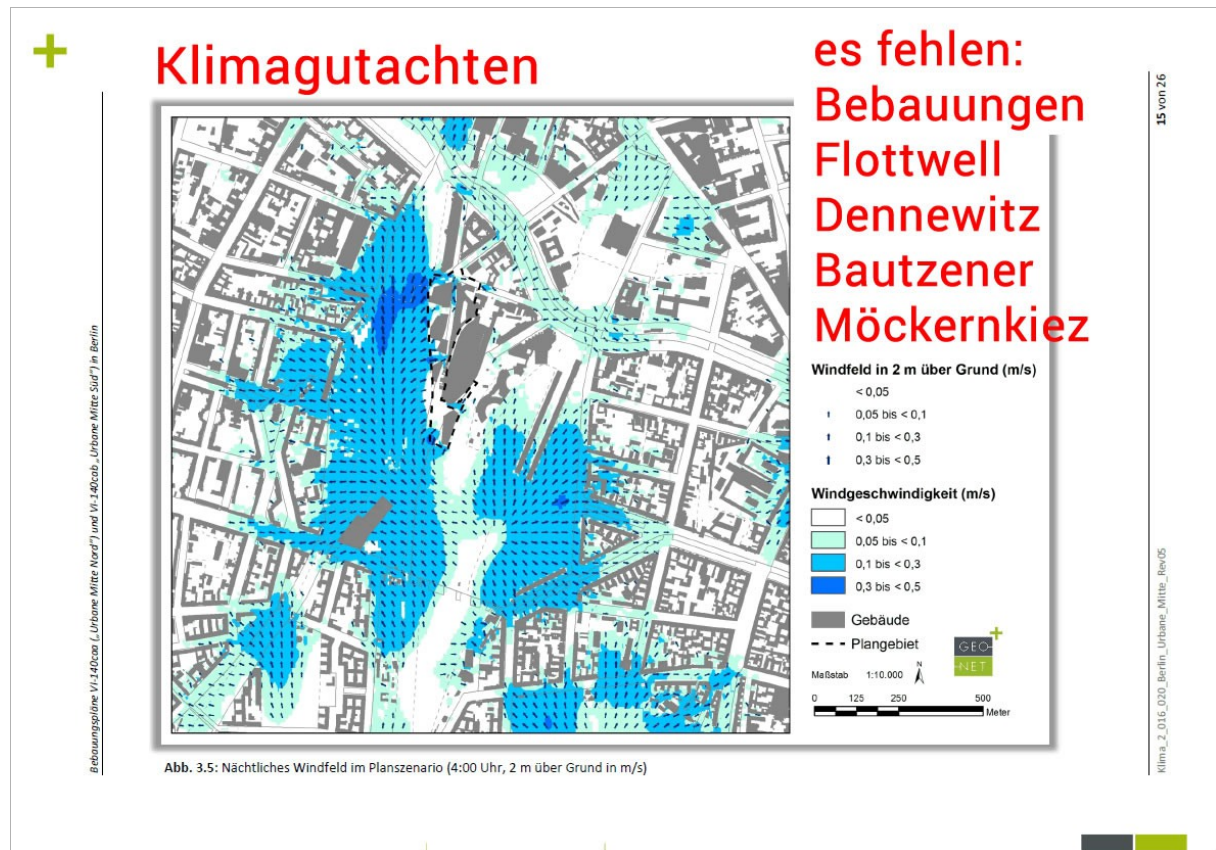 Klimagutachten
es fehlen:
Bebauungen
Flottwell
Dennewitz
Bautzener
Möckernkiez
15 von 26
Bebauungspläne VI-140caa („Urbane Mitte Nord“) und VI-140cab „Urbane Mitte Süd“) in Berlin
Windfeld in 2 m über Grund (m/s)
< 0,05
0,05 bis < 0,1
0,1 bis < 0,3
0,3 bis < 0,5
Windgeschwindigkeit (m/s)
< 0,05
0,05 bis < 0,1
0,1 bis < 0,3
0,3 bis < 0,5
Gebäude
Plangebiet
GEO
NET
Maßstab 1:10.000 N
0 125 250 500
Meter
Klima_2_016_020_Berlin_Urbane_Mitte_Rev05
Abb. 3.5: Nächtliches Windfeld im Planszenario (4:00 Uhr, 2 m über Grund in m/s)